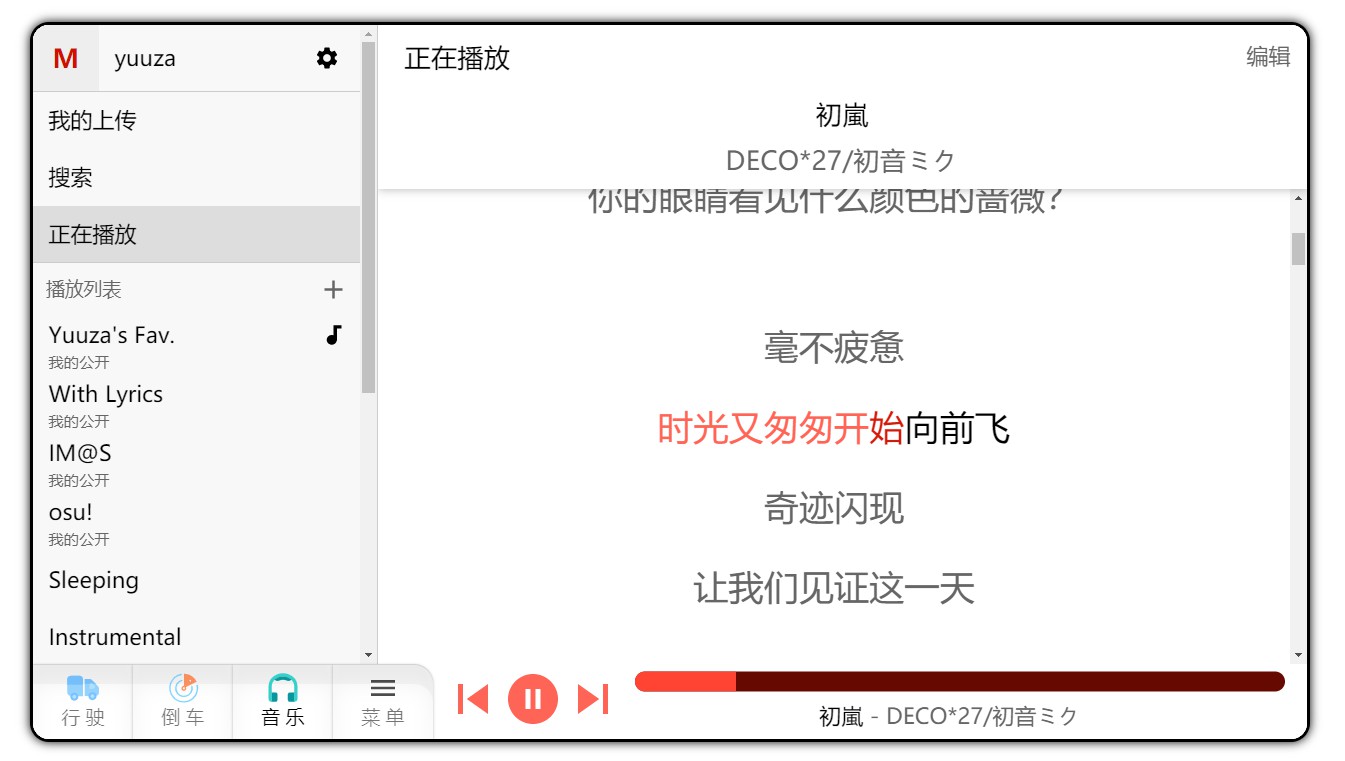 M
yuuza
我的上传
搜索
正在播放
播放列表
Yuuza's Fav.
我的公开
With Lyrics
我的公开
IM@S
我的公开
osu!
我的公开
Sleeping
Instrumental
正在播放
编辑
初嵐
DECO*27/初音ミク
你的眼睛看见什么颜色的蔷薇？
毫不疲惫
时光又匆匆开始向前飞
奇迹闪现
让我们见证这一天
行驶
倒车
音乐
菜单
初嵐 - DECO*27/初音ミク